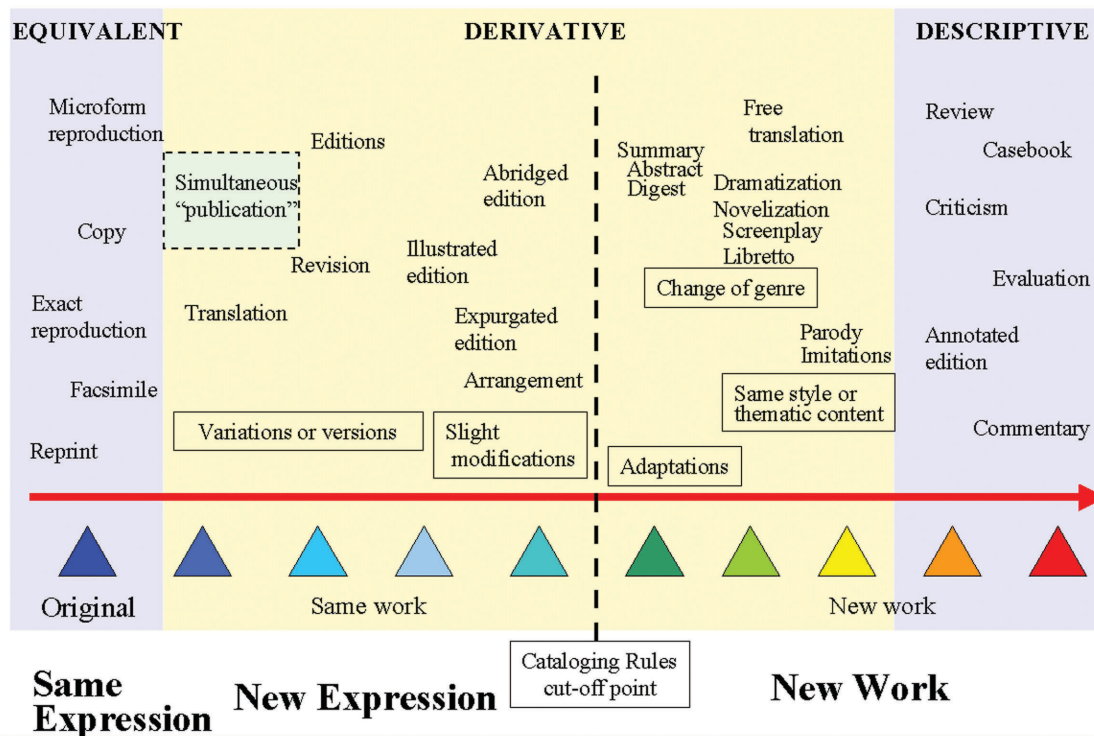 EQUIVALENT
DERIVATIVE
DESCRIPTIVE
Microform
reproduction
Simultaneous
“publication”
Copy
Exact
reproduction
Facsimile
Reprint
Editions
Revision
Translation
Variations or versions
Abridged
edition
Illustrated
edition
Expurgated
edition
Arrangement
Slight
modifications
Summary
Abstract
Digest
Free
translation
Dramatization
Novelization
Screenplay
Libretto
Change of genre
Parody
Imitations
Same style or
thematic content
Adaptations
Review
Casebook
Criticism
Evaluation
Annotated
edition
Commentary
Original
Same work
New work
Cataloging Rules
cut-off point
Same
Expression
New Expression
New Work